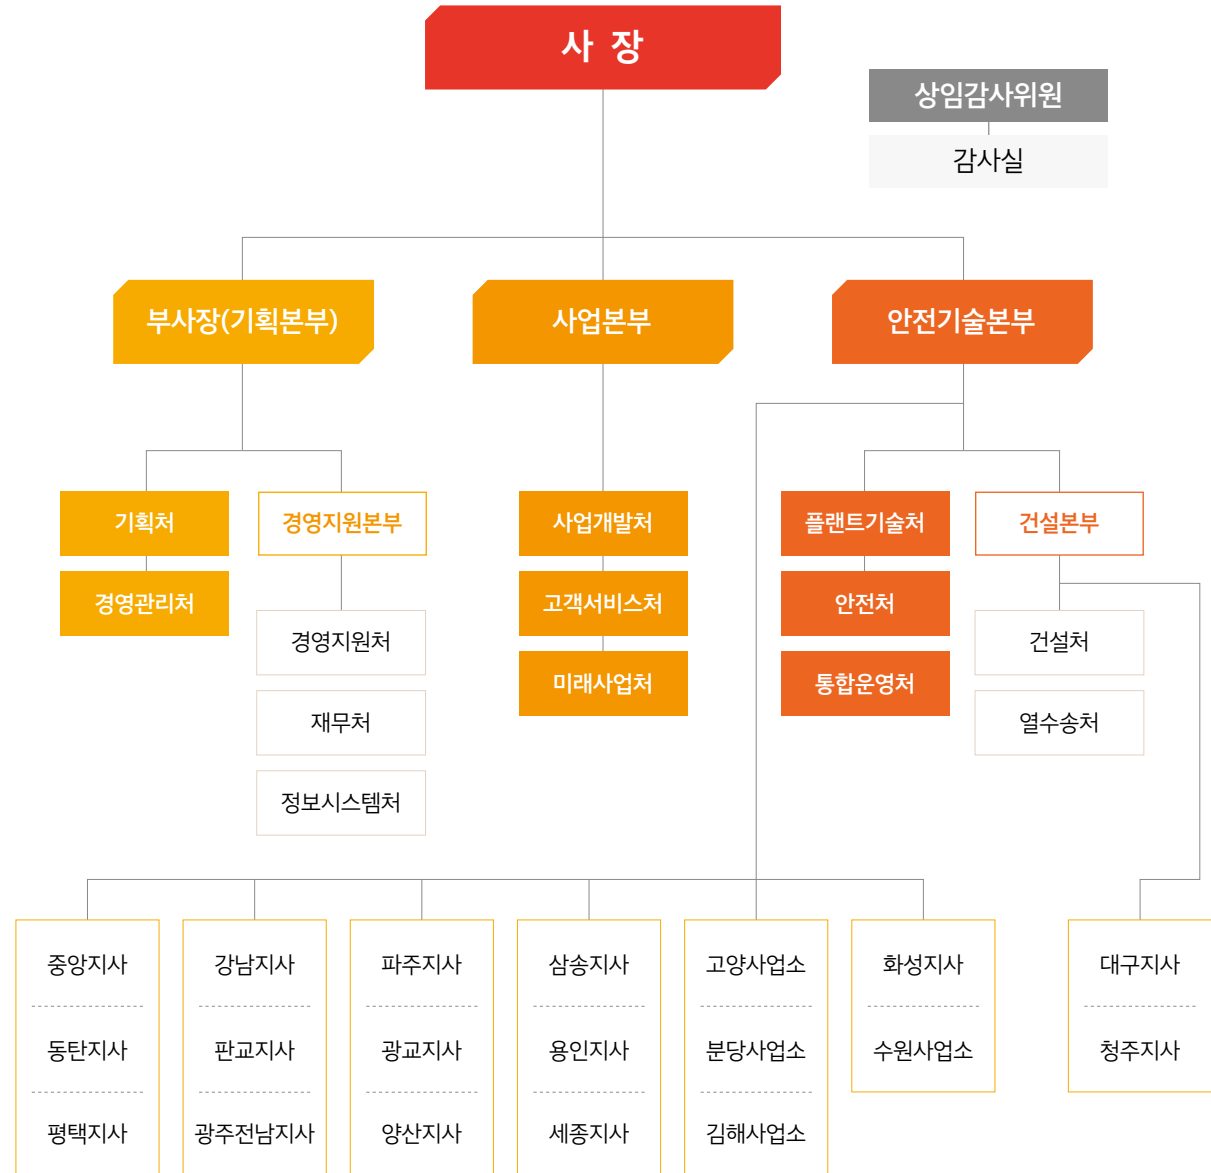 사 장
상임감사위원
감사실
부사장(기획본부)
사업본부
안전기술본부
기획처
경영지원본부
사업개발처
플랜트기술처
건설본부
경영관리처
고객서비스처
안전처
경영지원처
건설처
미래사업처
통합운영처
재무처
열수송처
정보시스템처
중앙지사
강남지사
파주지사
삼송지사
고양사업소
화성지사
대구지사
동탄지사
판교지사
광교지사
용인지사
분당사업소
수원사업소
청주지사
평택지사
광주전남지사
양산지사
세종지사
김해사업소